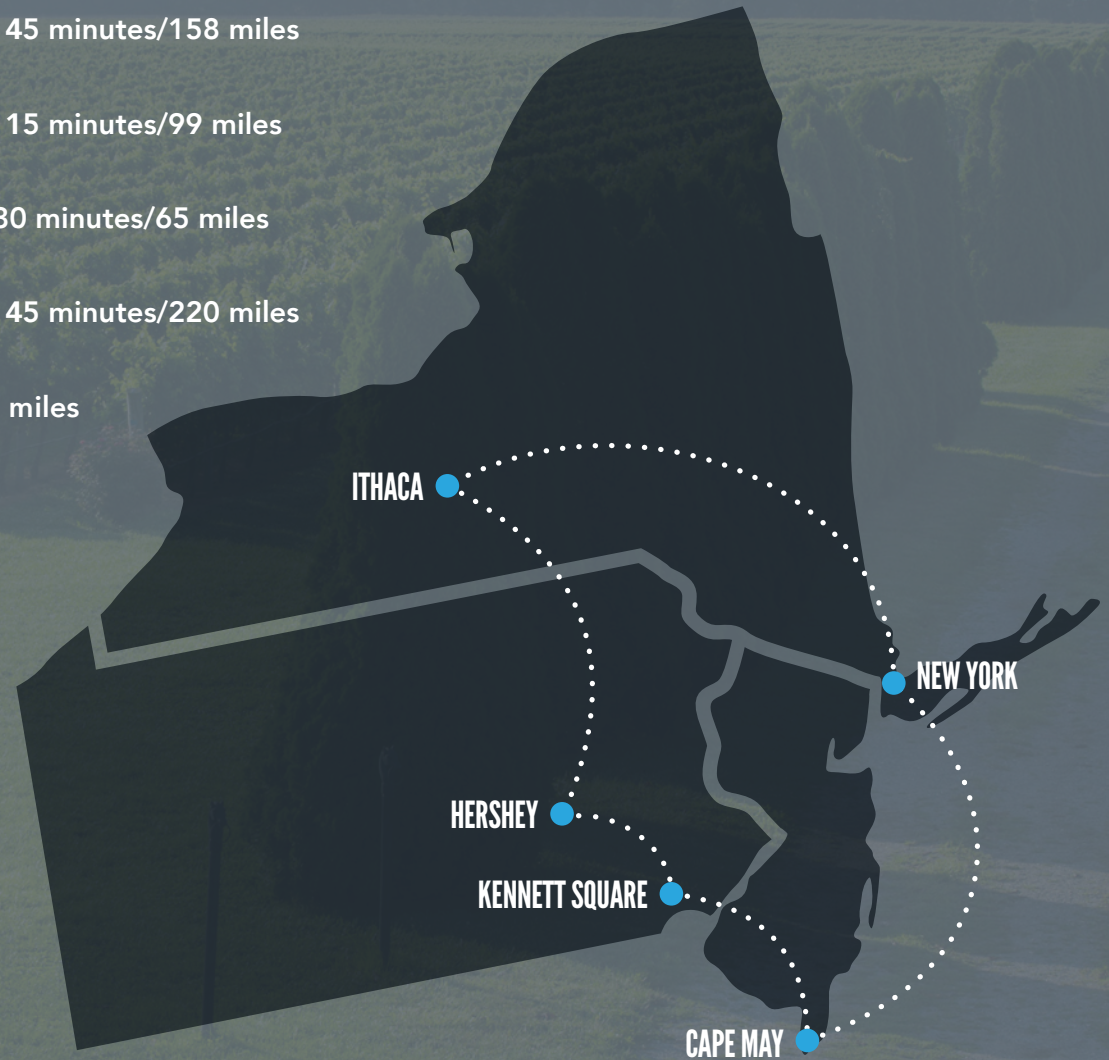 45 minutes/158 miles
15 minutes/99 miles
30 minutes/65 miles
45 minutes/220 miles
miles
ITHACA
NEW YORK
HERSHEY
KENNETT SQUARE
CAPE MAY